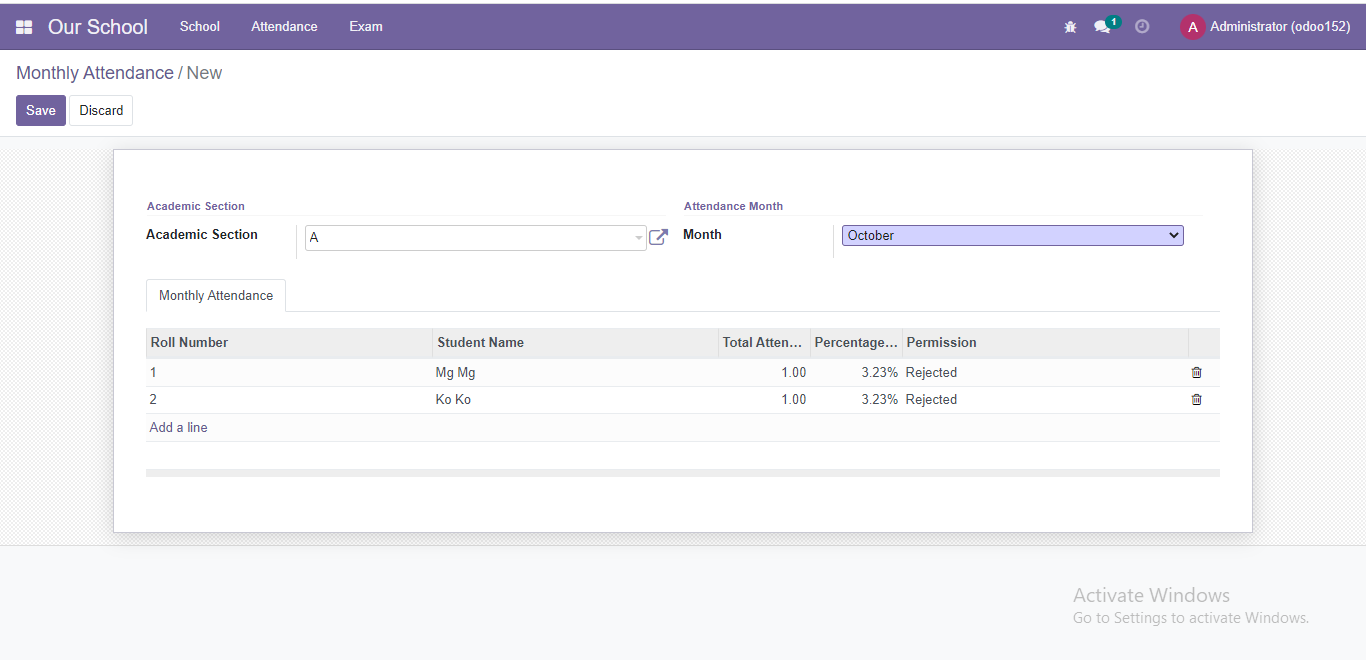 Our School School Attendance Exam 1 A Administrator (odoo152)
Monthly Attendance / New
Save Discard
Academic Section Attendance Month
Academic Section A Month October
Monthly Attendance
Roll Number Student Name Total Atten... Percentage... Permission
1 Mg Mg 1.00 3.23% Rejected
2 Ko Ko 1.00 3.23% Rejected
Add a line
Activate Windows
Go to Settings to activate Windows.